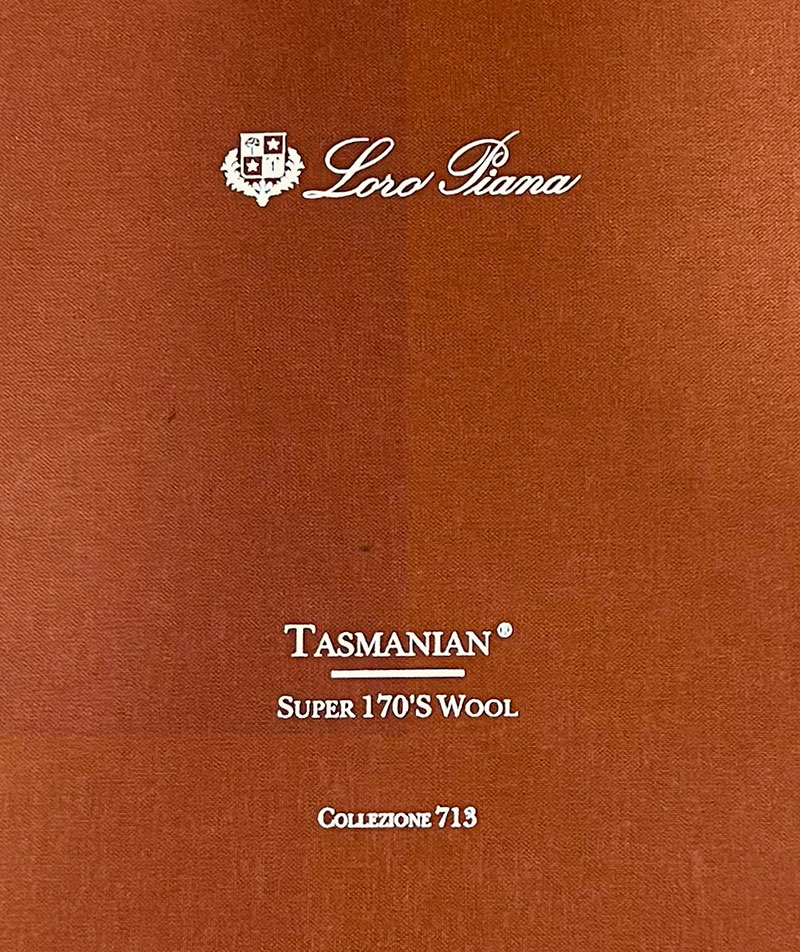 Loro Piana
TASMANIAN®
SUPER 170'S WOOL
COLLEZIONE 713